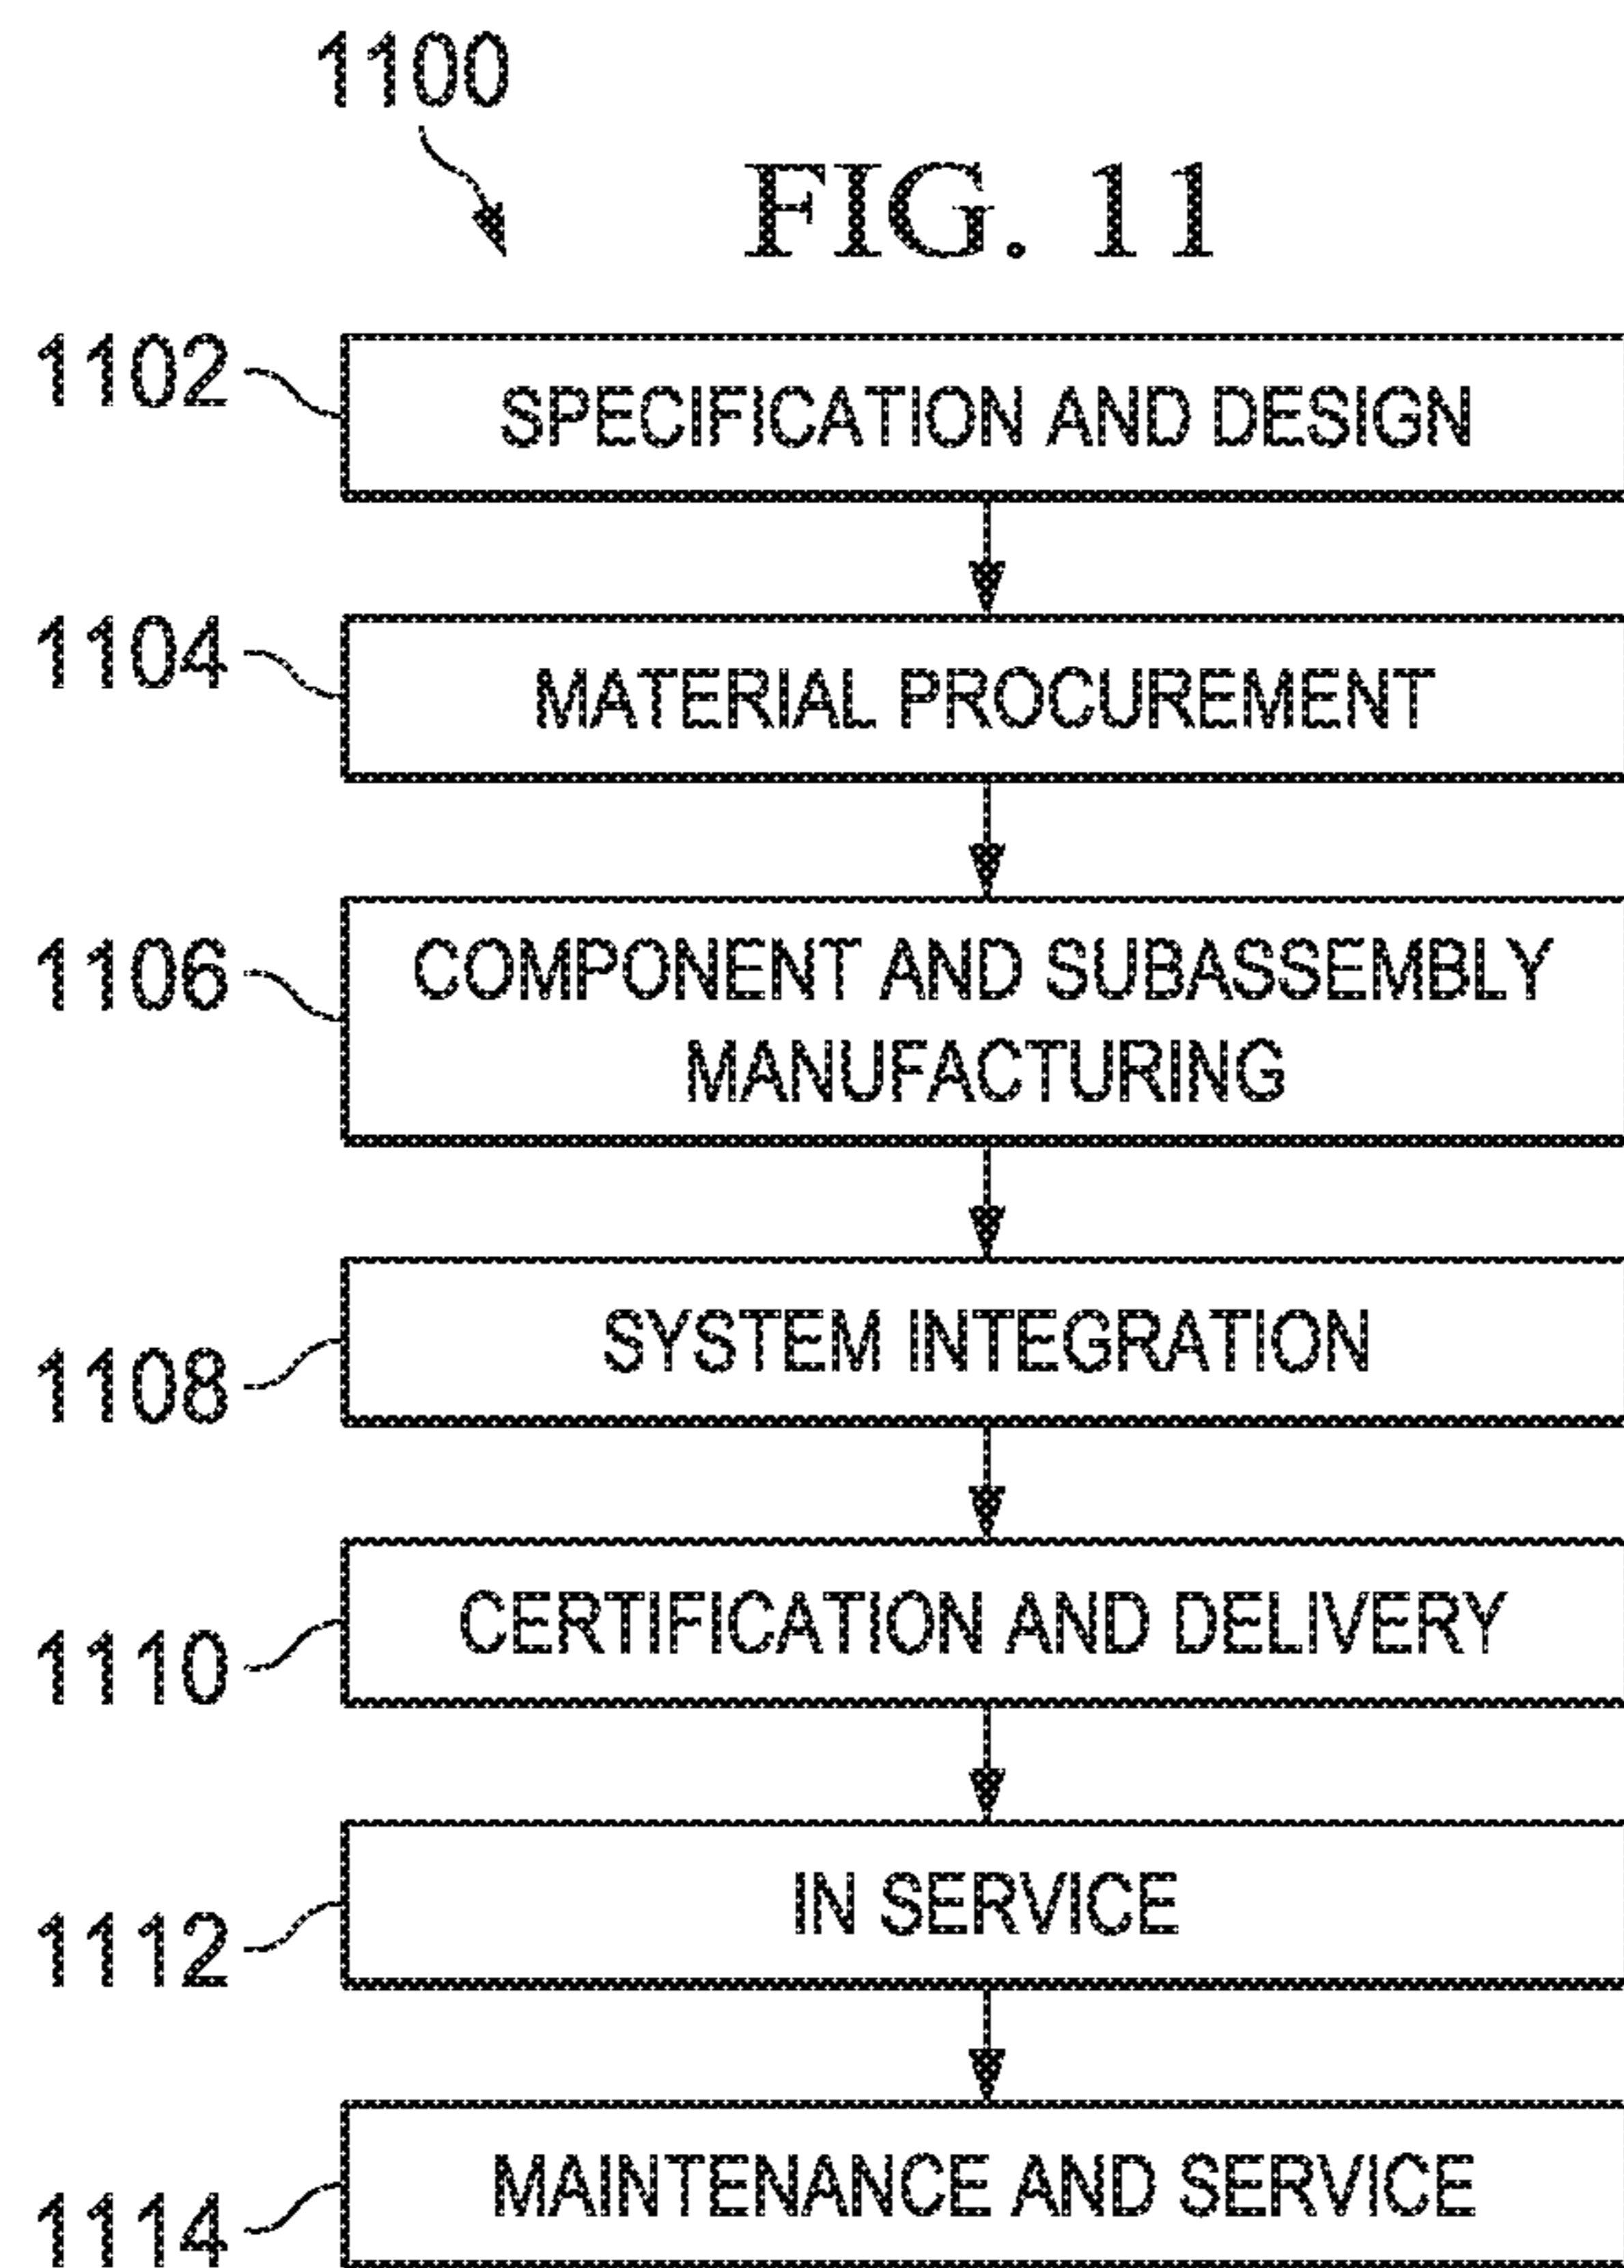 1100
FIG. 11
1102
SPECIFICATION AND DESIGN
1104
MATERIAL PROCUREMENT
1106
COMPONENT AND SUBASSEMBLY
MANUFACTURING
1108
SYSTEM INTEGRATION
1110
CERTIFICATION AND DELIVERY
1112
IN SERVICE
1114
MAINTENANCE AND SERVICE